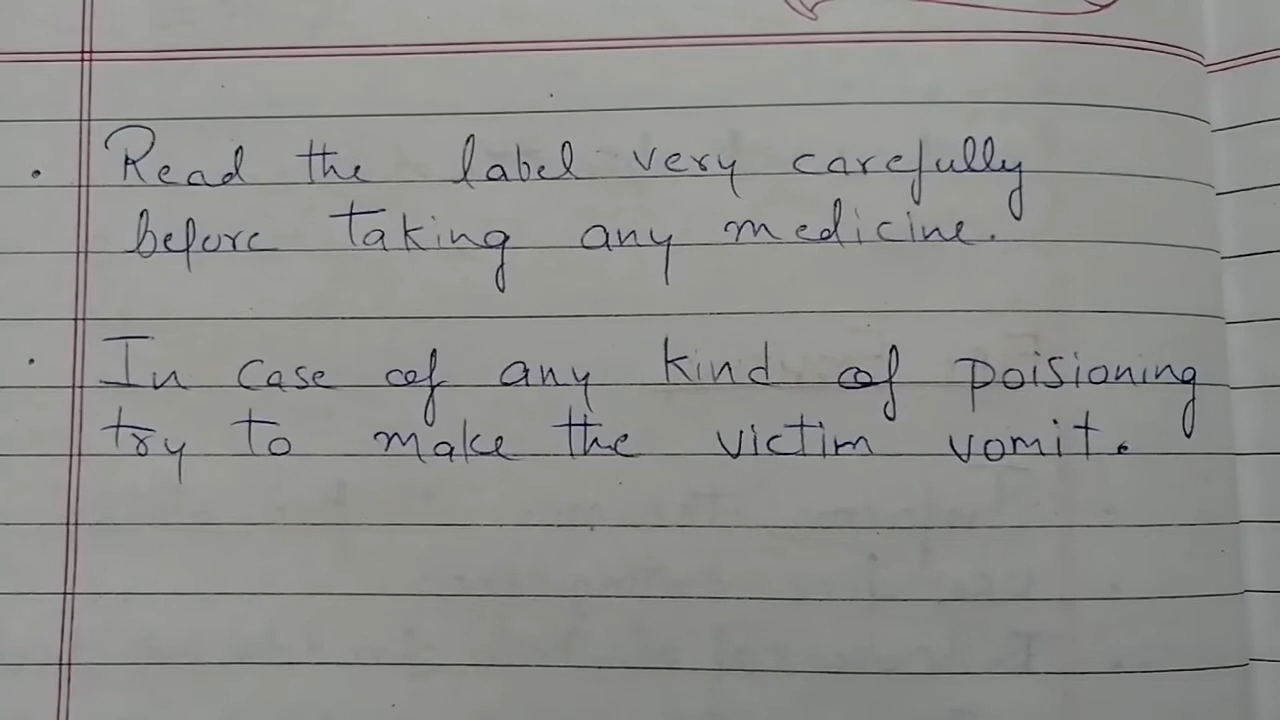 . Read the label very carefully
before taking any medicine.
. In case of any kind of poisioning
try to make the victim vomit.